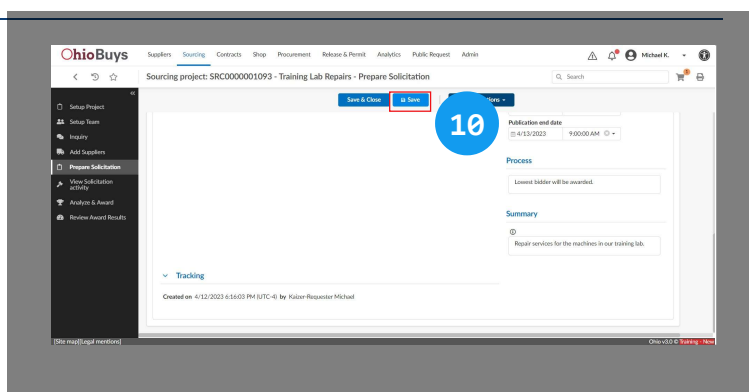 OhioBuys
Suppliers Sourcing Contracts Shop Procurement Release & Permit Analytics Public Request Admin
Michael K.
Sourcing project: SRC0000001093 - Training Lab Repairs - Prepare Solicitation
Search
Save & Close Save
10
Setup Project
Setup Team
Inquiry
Add Suppliers
Prepare Solicitation
View Solicitation
activity
Analyze & Award
Review Award Results
Publication end date
4/13/2023 9:00:00 AM
Process
Lowest bidder will be awarded.
Summary
Repair services for the machines in our training lab.
Tracking
Created on 4/12/2023 6:16:03 PM (UTC-4) by Kaizer-Requester Michael
[Site map][Legal mentions]
Ohio v3.0 © Training - New